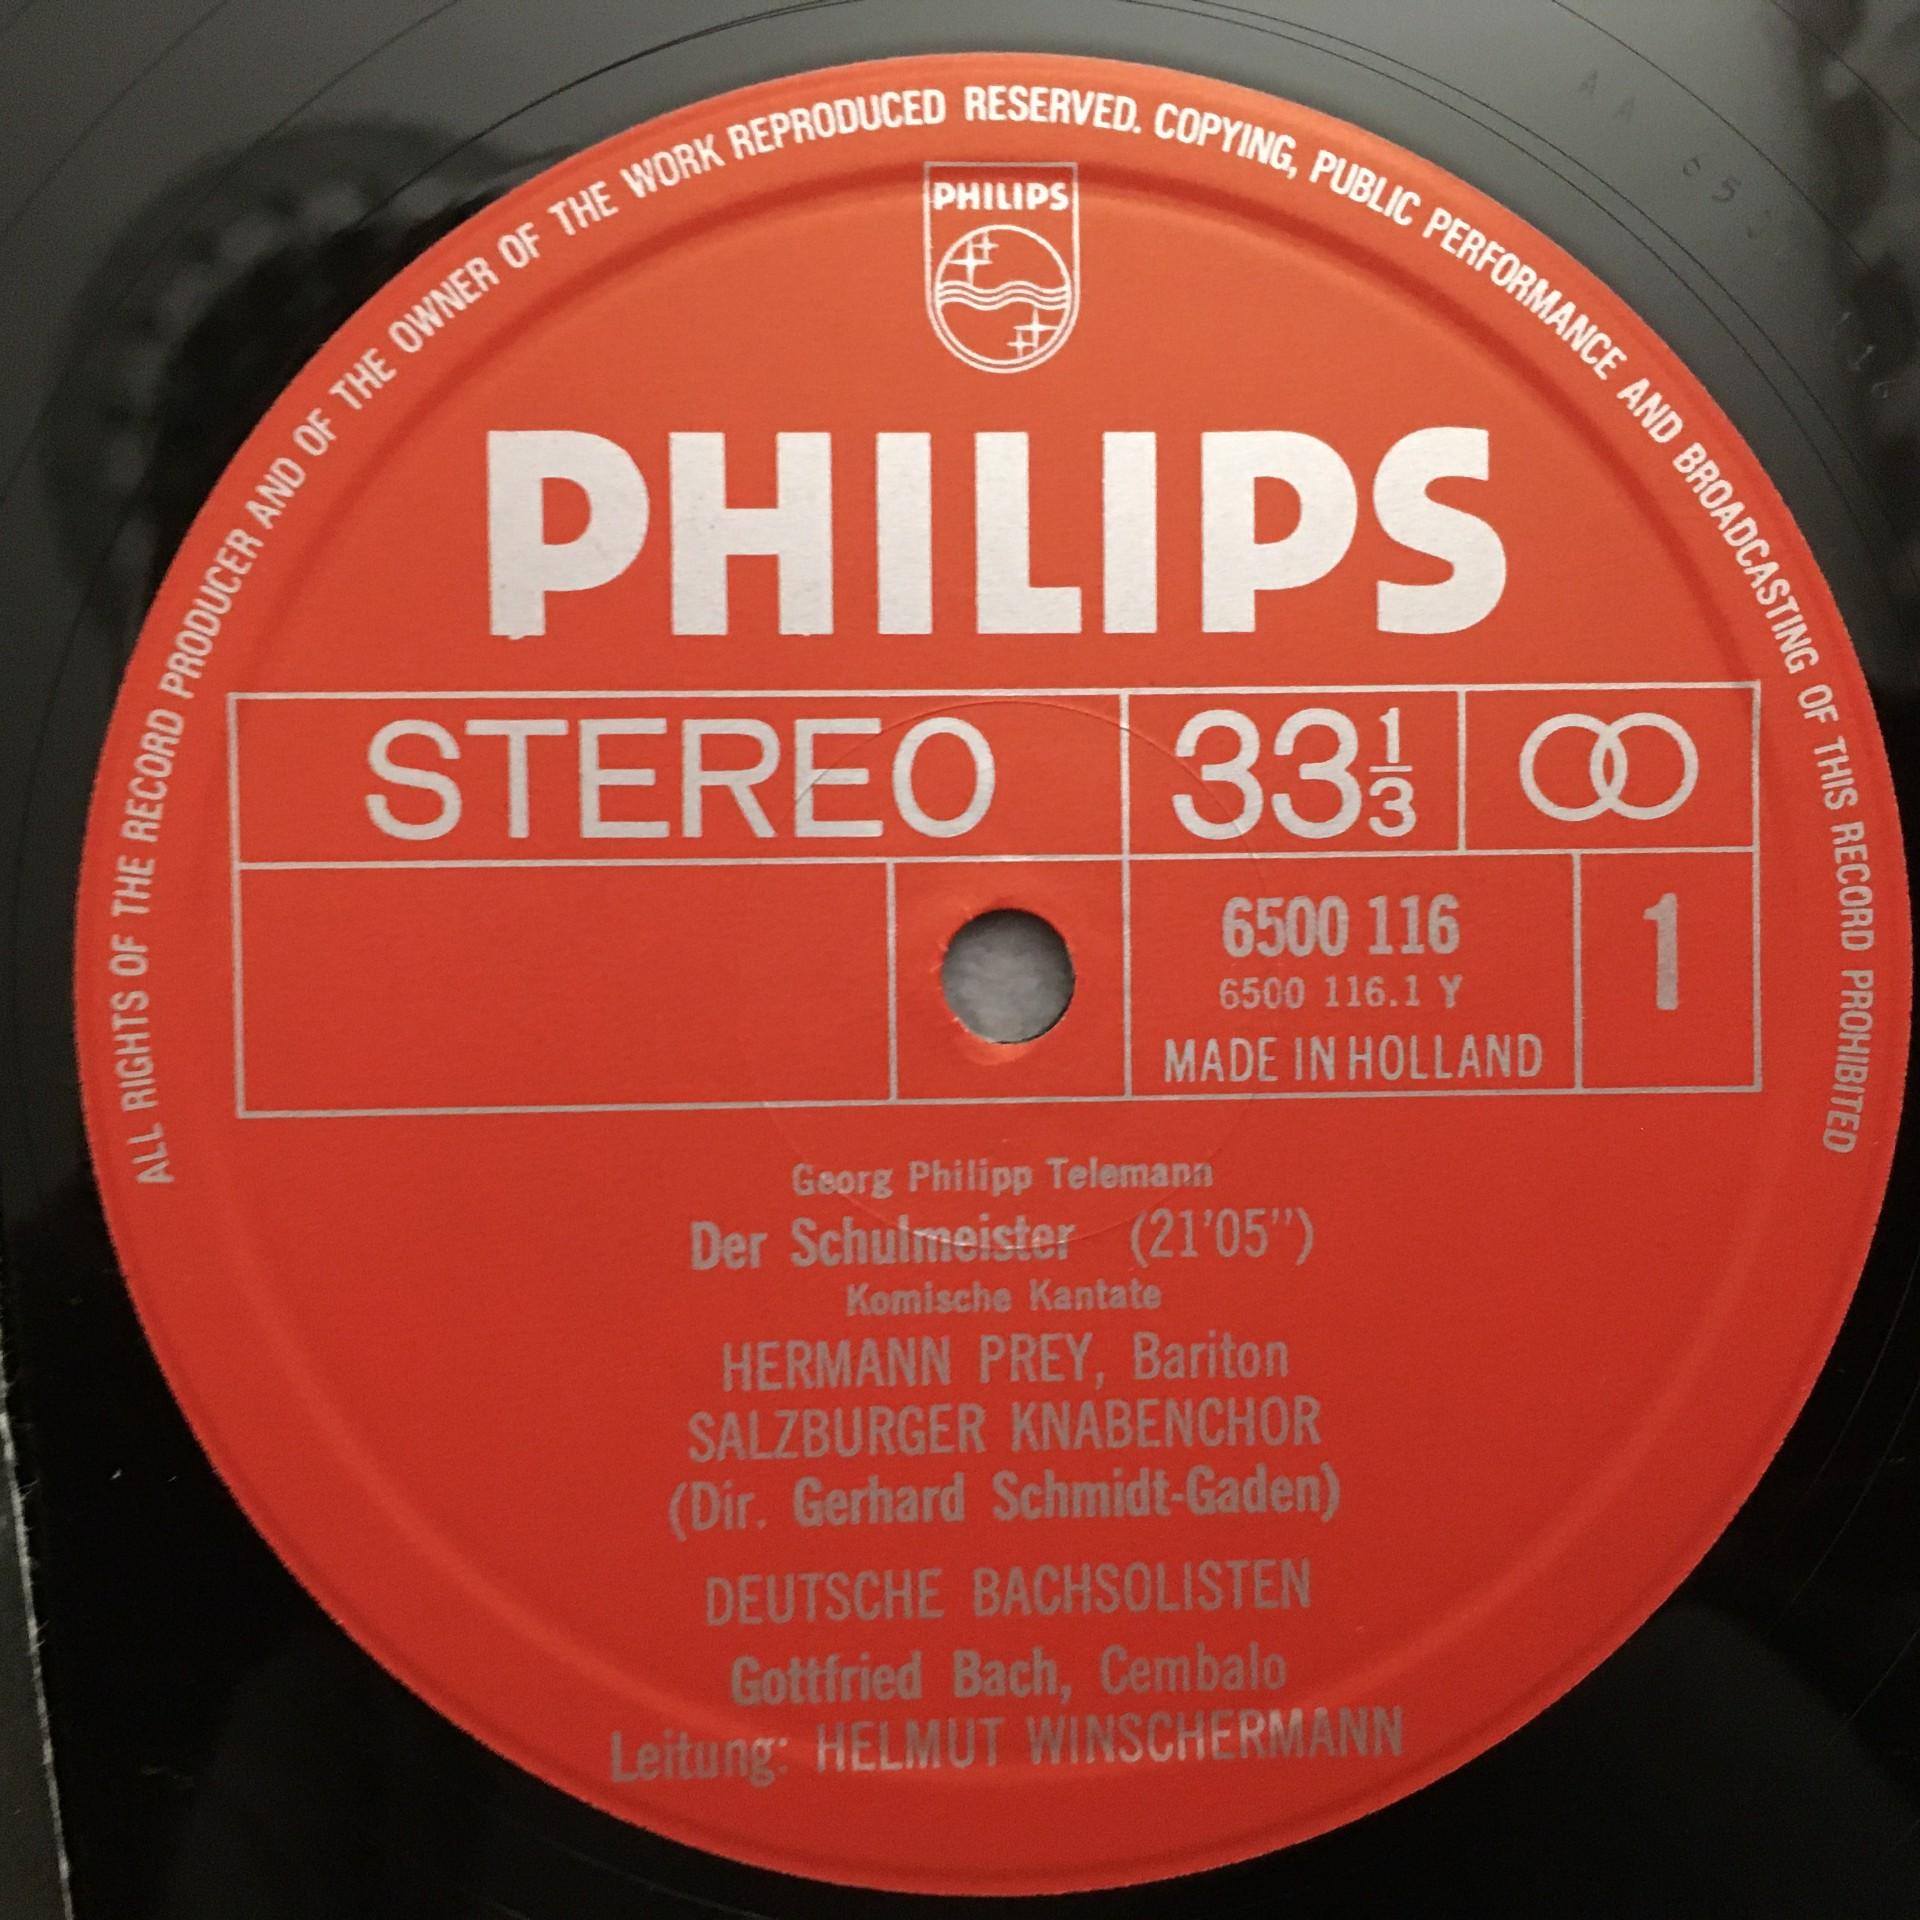 ALL RIGHTS OF THE RECORD PRODUCER AND OF THE OWNER OF THE WORK REPRODUCED RESERVED. COPYING, PUBLIC PERFORMANCE AND BROADCASTING OF THIS RECORD PROHIBITED
PHILIPS
PHILIPS
STEREO 33 1/3
6500 116 1
6500 116.1 Y
MADE IN HOLLAND
Georg Philipp Telemann
Der Schulmeister (21'05")
Komische Kantate
HERMANN PREY, Bariton
SALZBURGER KNABENCHOR
(Dir. Gerhard Schmidt-Gaden)
DEUTSCHE BACHSOLISTEN
Gottfried Bach, Cembalo
Leitung: HELMUT WINSCHERMANN